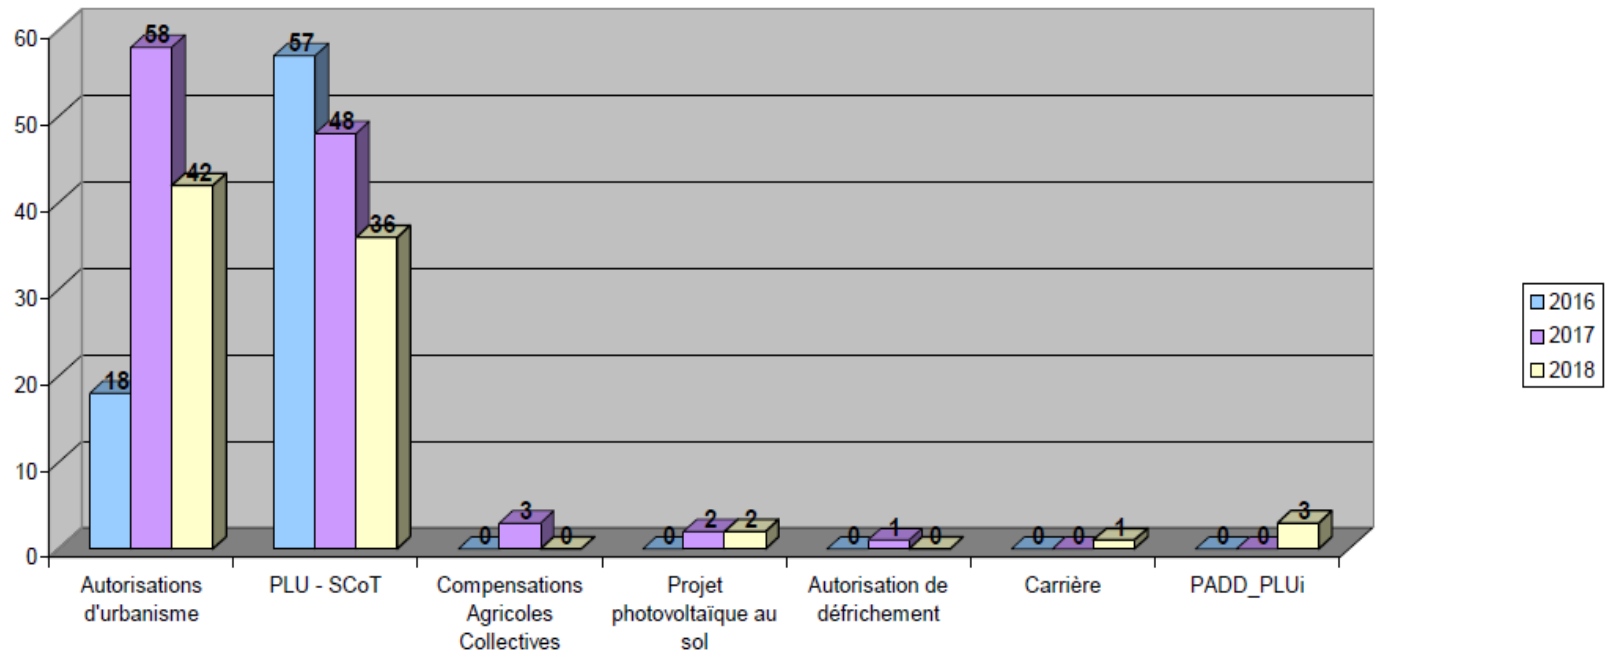 60
50
40
30
20
10
0
18
58
42
57
48
36
0
3
0
0
2
2
0
1
0
0
0
1
0
0
3
Autorisations
d'urbanisme
PLU - SCoT
Compensations
Agricoles
Collectives
Projet
photovoltaïque au
sol
Autorisation de
défrichement
Carrière
PADD_PLUi
2016
2017
2018